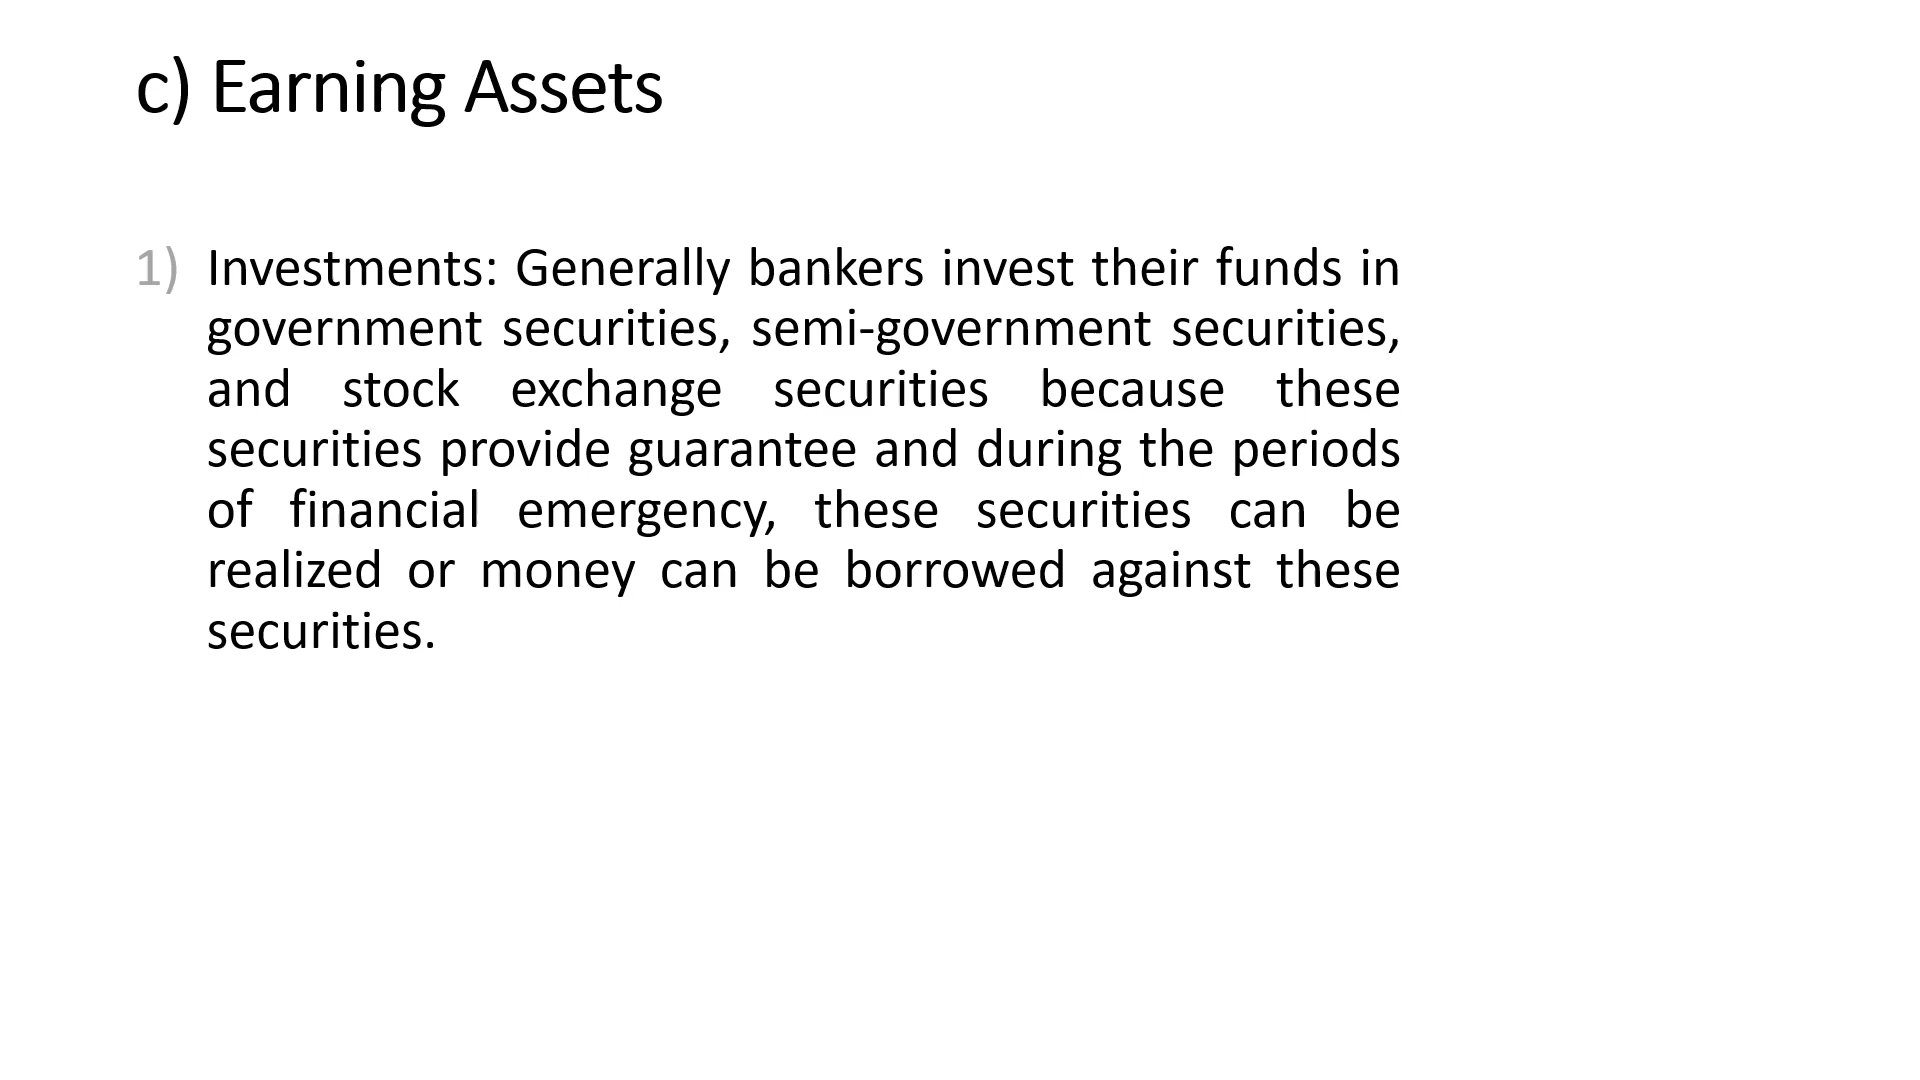 c) Earning Assets
1) Investments: Generally bankers invest their funds in
government securities, semi-government securities,
and stock exchange securities because these
securities provide guarantee and during the periods
of financial emergency, these securities can be
realized or money can be borrowed against these
securities.